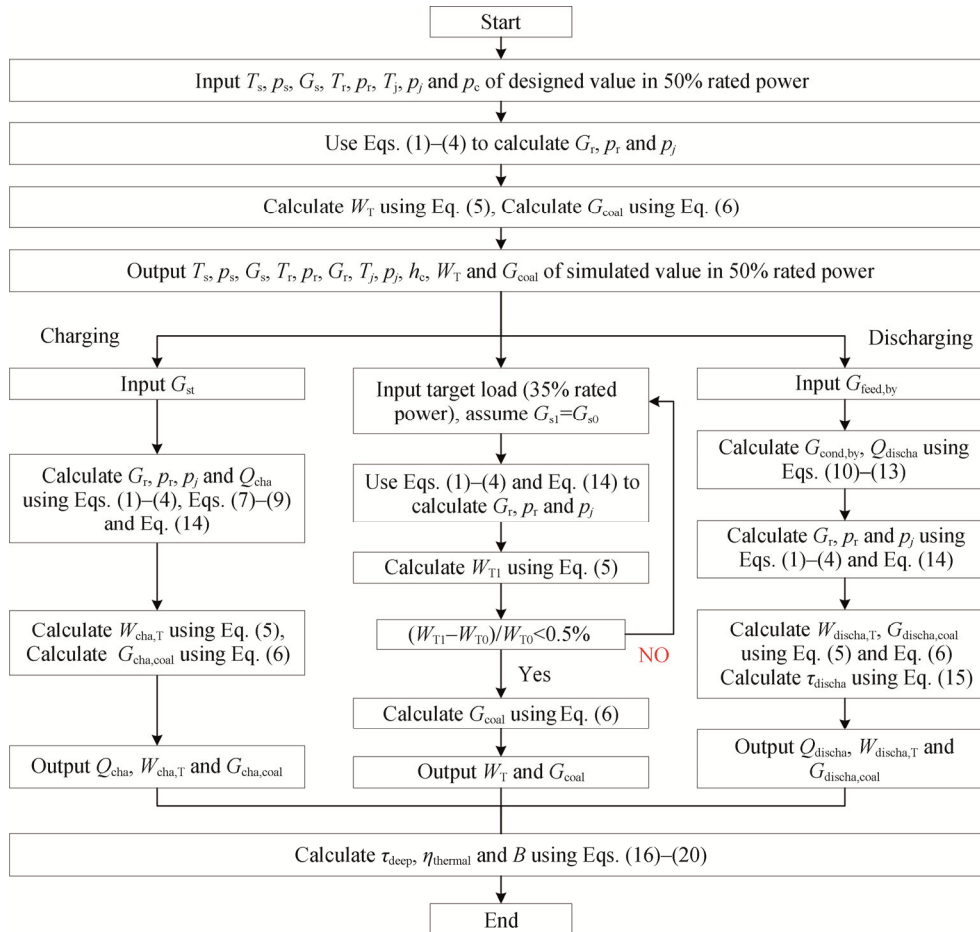 Start
Input Ts, ps, Gs, Tr, pr, Tj, pj and pc of designed value in 50% rated power
Use Eqs. (1)–(4) to calculate Gr, pr and pj
Calculate WT using Eq. (5), Calculate Gcoal using Eq. (6)
Output Ts, ps, Gs, Tr, pr, Gr, Tj, pj, hc, WT and Gcoal of simulated value in 50% rated power
Charging
Input Gst
Calculate Gr, pr, pj and Qcha
using Eqs. (1)–(4), Eqs. (7)–(9)
and Eq. (14)
Calculate Wcha,T using Eq. (5),
Calculate Gcha,coal using Eq. (6)
Output Qcha, Wcha,T and Gcha,coal
Input target load (35% rated
power), assume Gs1=Gs0
Use Eqs. (1)–(4) and Eq. (14) to
calculate Gr, pr and pj
Calculate WT1 using Eq. (5)
(WT1–WT0)/WT0<0.5%
NO
Yes
Calculate Gcoal using Eq. (6)
Output WT and Gcoal
Discharging
Input Gfeed,by
Calculate Gcond,by, Qdischa using
Eqs. (10)–(13)
Calculate Gr, pr and pj using
Eqs. (1)–(4) and Eq. (14)
Calculate Wdischa,T, Gdischa,coal
using Eq. (5) and Eq. (6)
Calculate τdischa using Eq. (15)
Output Qdischa, Wdischa,T and
Gdischa,coal
Calculate τdeep, ηthermal and B using Eqs. (16)–(20)
End